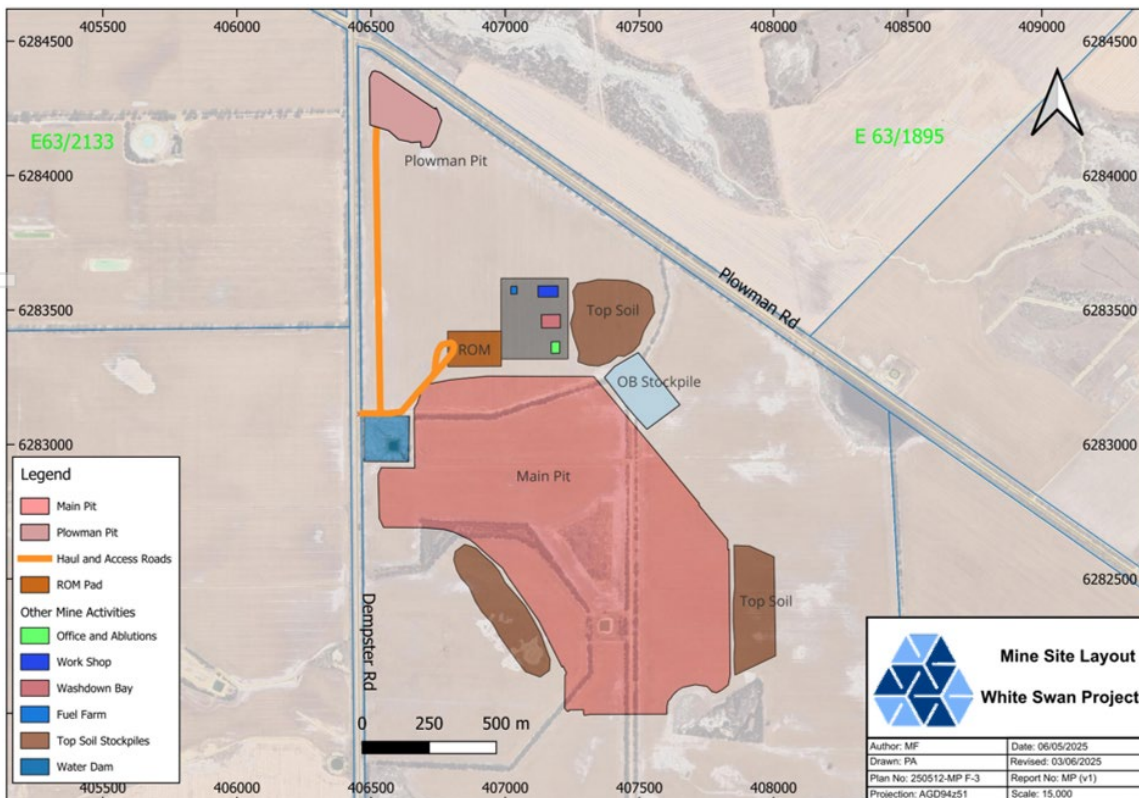 405500 406000 406500 407000 407500 408000 408500 409000
6284500 6284500
E63/2133
E 63/1895
Plowman Pit
6284000 6284000
Plowman Rd
6283500 6283500
Top Soil
ROM
OB Stockpile
6283000 6283000
Main Pit
Legend
Main Pit
Plowman Pit
Haul and Access Roads
ROM Pad
Other Mine Activities
Office and Ablutions
Work Shop
Washdown Bay
Fuel Farm
Top Soil Stockpiles
Water Dam
6282500
Top Soil
Dempster Rd
0 250 500 m
Mine Site Layout
White Swan Project
Author: MF Date: 06/05/2025
Drawn: PA Revised: 03/06/2025
Plan No: 250512-MP F-3 Report No: MP (v1)
Projection: AGD94z51 Scale: 15,000
405500 406000 406500 407000 407500 408000